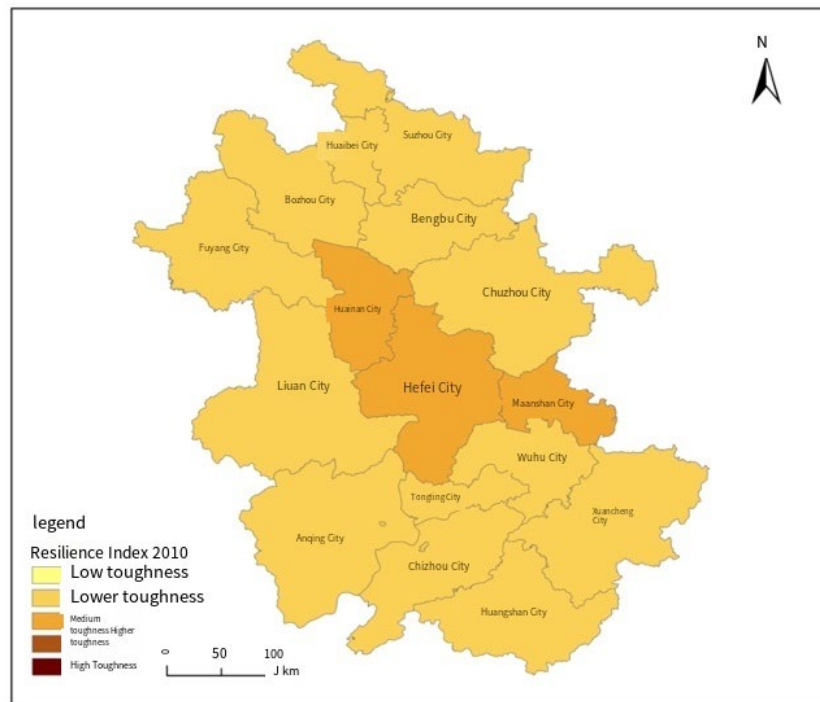 N
Suzhou City
Huaibei City
Bozhou City
Bengbu City
Fuyang City
Chuzhou City
Huainan City
Liuan City
Hefei City
Maanshan City
Wuhu City
Tongling City
Xuancheng
City
Anqing City
Chizhou City
Huangshan City
legend
Resilience Index 2010
Low toughness
Lower toughness
Medium
toughness Higher
toughness
High Toughness
0 50 100
J km